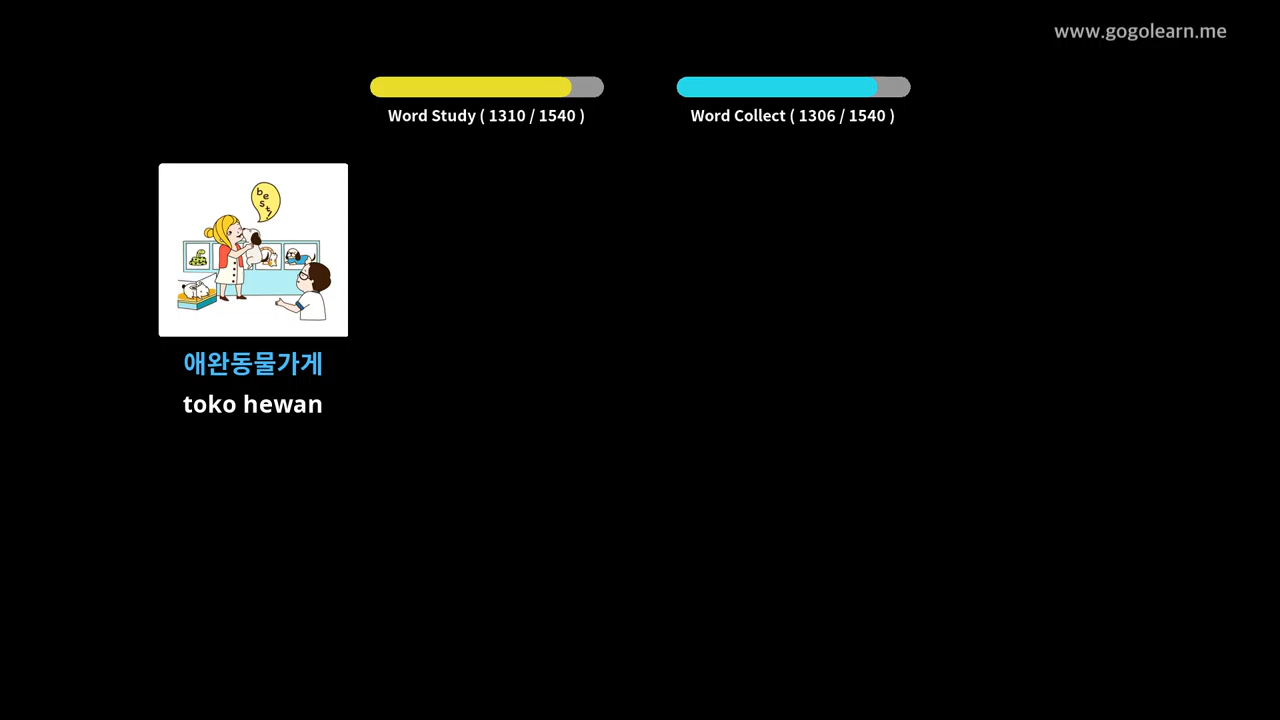 www.gogolearn.me
Word Study ( 1310 / 1540 )
Word Collect ( 1306 / 1540 )
best!
애완동물가게
toko hewan